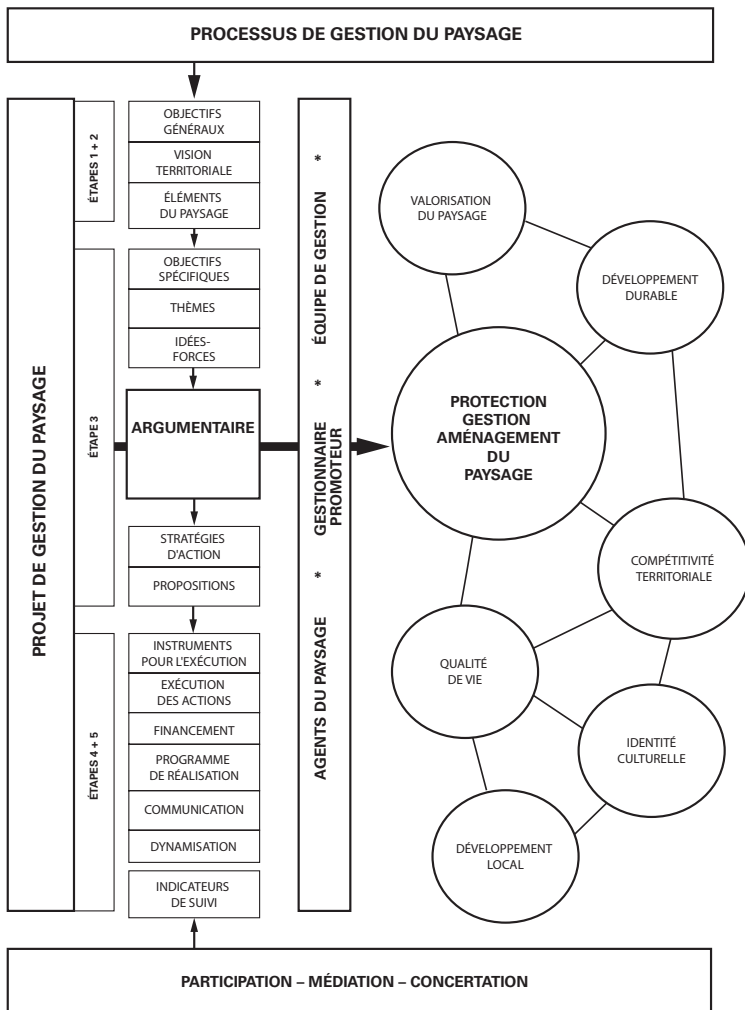 PROCESSUS DE GESTION DU PAYSAGE
PROJET DE GESTION DU PAYSAGE
ÉTAPES 1 + 2
OBJECTIFS
GÉNÉRAUX
VISION
TERRITORIALE
ÉLÉMENTS
DU PAYSAGE
ÉTAPE 3
OBJECTIFS
SPÉCIFIQUES
THÈMES
IDÉES-
FORCES
ARGUMENTAIRE
STRATÉGIES
D'ACTION
PROPOSITIONS
ÉTAPES 4 + 5
INSTRUMENTS
POUR L'EXÉCUTION
EXÉCUTION
DES ACTIONS
FINANCEMENT
PROGRAMME
DE RÉALISATION
COMMUNICATION
DYNAMISATION
INDICATEURS
DE SUIVI
AGENTS DU PAYSAGE * GESTIONNAIRE * ÉQUIPE DE GESTION *
PROMOTEUR
VALORISATION
DU PAYSAGE
DÉVELOPPEMENT
DURABLE
PROTECTION
GESTION
AMÉNAGEMENT
DU
PAYSAGE
COMPÉTITIVITÉ
TERRITORIALE
QUALITÉ
DE VIE
IDENTITÉ
CULTURELLE
DÉVELOPPEMENT
LOCAL
PARTICIPATION – MÉDIATION – CONCERTATION